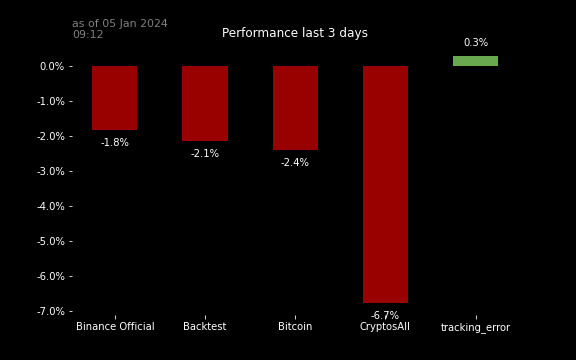 as of 05 Jan 2024
09:12
Performance last 3 days
0.3%
0.0%
-1.0%
-2.0%
-3.0%
-4.0%
-5.0%
-6.0%
-7.0%
-1.8%
-2.1%
-2.4%
-6.7%
Binance Official
Backtest
Bitcoin
CryptosAll
tracking_error